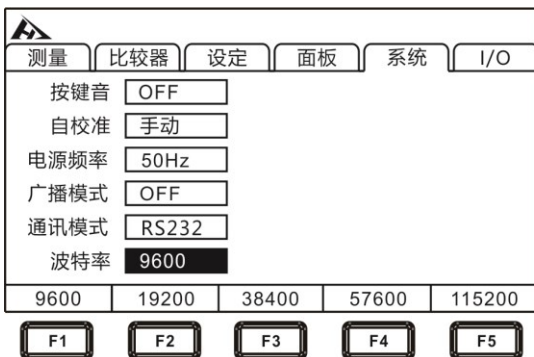 测量 比较器 设定 面板 系统 I/O
按键音 OFF
自校准 手动
电源频率 50Hz
广播模式 OFF
通讯模式 RS232
波特率 9600
9600 19200 38400 57600 115200
F1 F2 F3 F4 F5